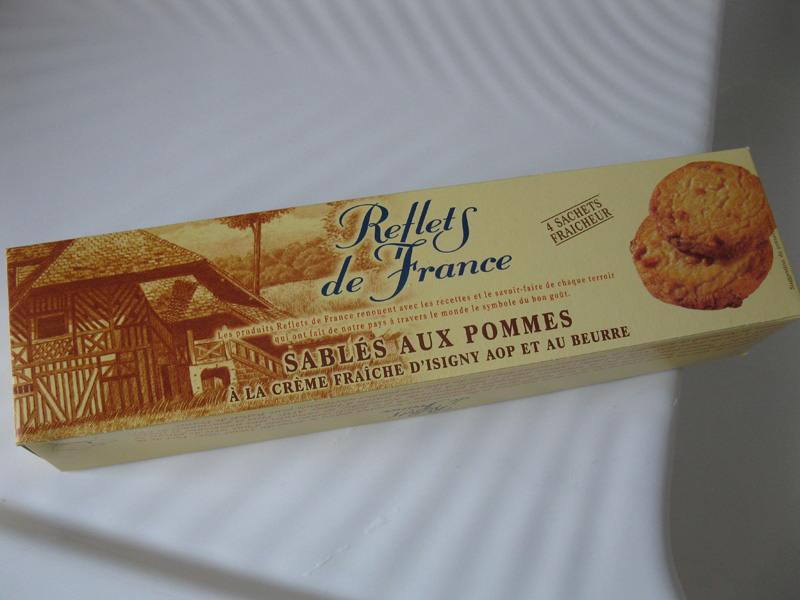 Reflets
de France
4 SACHETS
FRAICHEUR
Les produits Reflets de France renouent avec les recettes et le savoir-faire de chaque terroir
qui ont fait de notre pays à travers le monde le symbole du bon goût.
SABLÉS AUX POMMES
À LA CRÈME FRAÎCHE D'ISIGNY AOP ET AU BEURRE